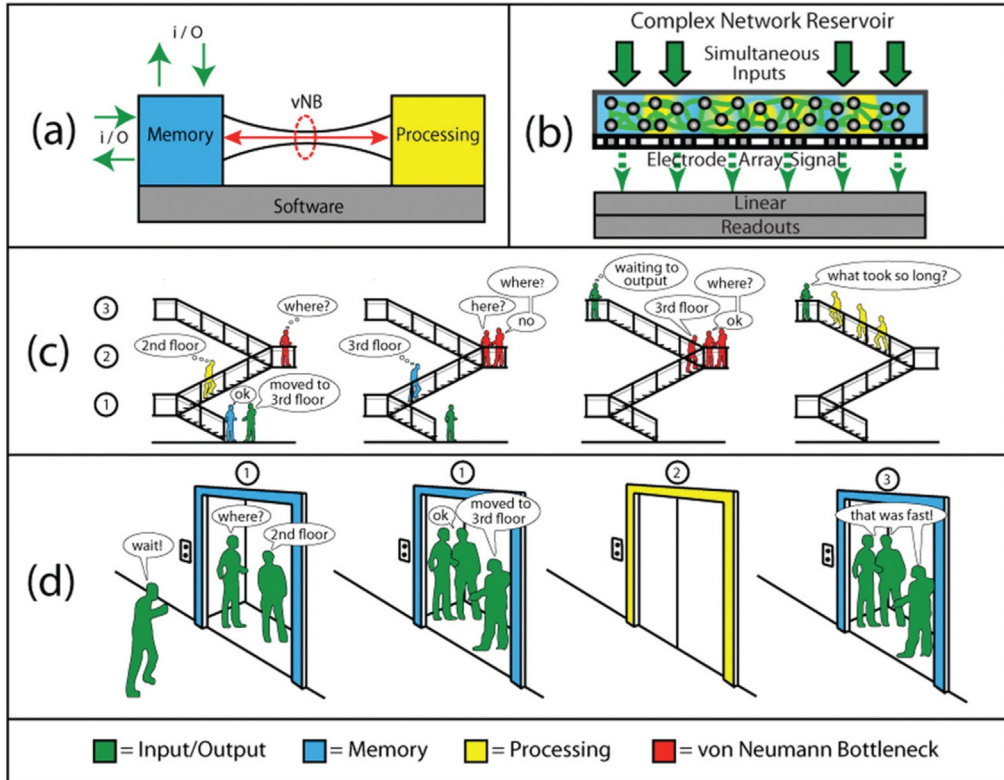 i / O
(a)
i / O
Memory
vNB
Processing
Software
Complex Network Reservoir
Simultaneous
Inputs
(b)
Electrode Array Signal
Linear
Readouts
(c)
3
2
1
where?
2nd floor
ok
moved to
3rd floor
where?
here?
no
3rd floor
waiting to
output
where?
3rd floor
ok
what took so long?
(d)
1
wait!
where?
2nd floor
1
ok
moved to
3rd floor
2
3
that was fast!
= Input/Output
= Memory
= Processing
= von Neumann Bottleneck